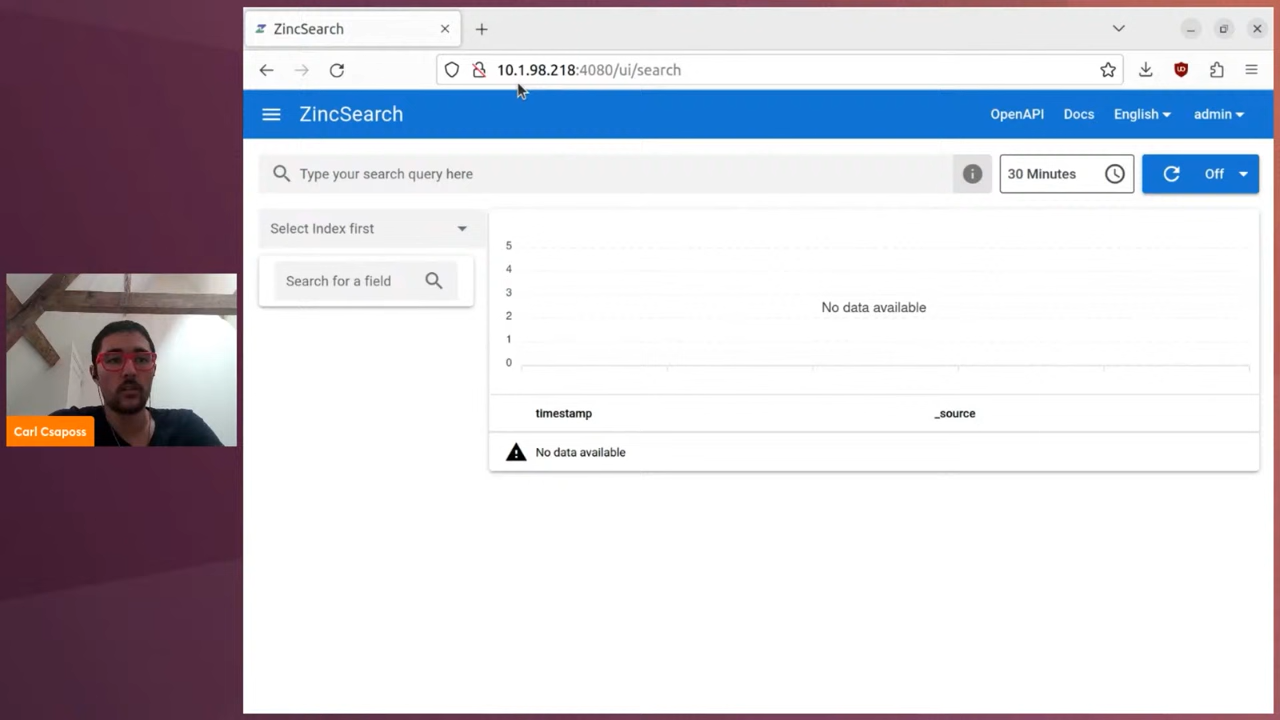 ZincSearch
10.1.98.218:4080/ui/search
ZincSearch
OpenAPI Docs English admin
Type your search query here
30 Minutes
Off
Select Index first
Search for a field
5
4
3
2
1
0
No data available
timestamp _source
No data available
Carl Csaposs